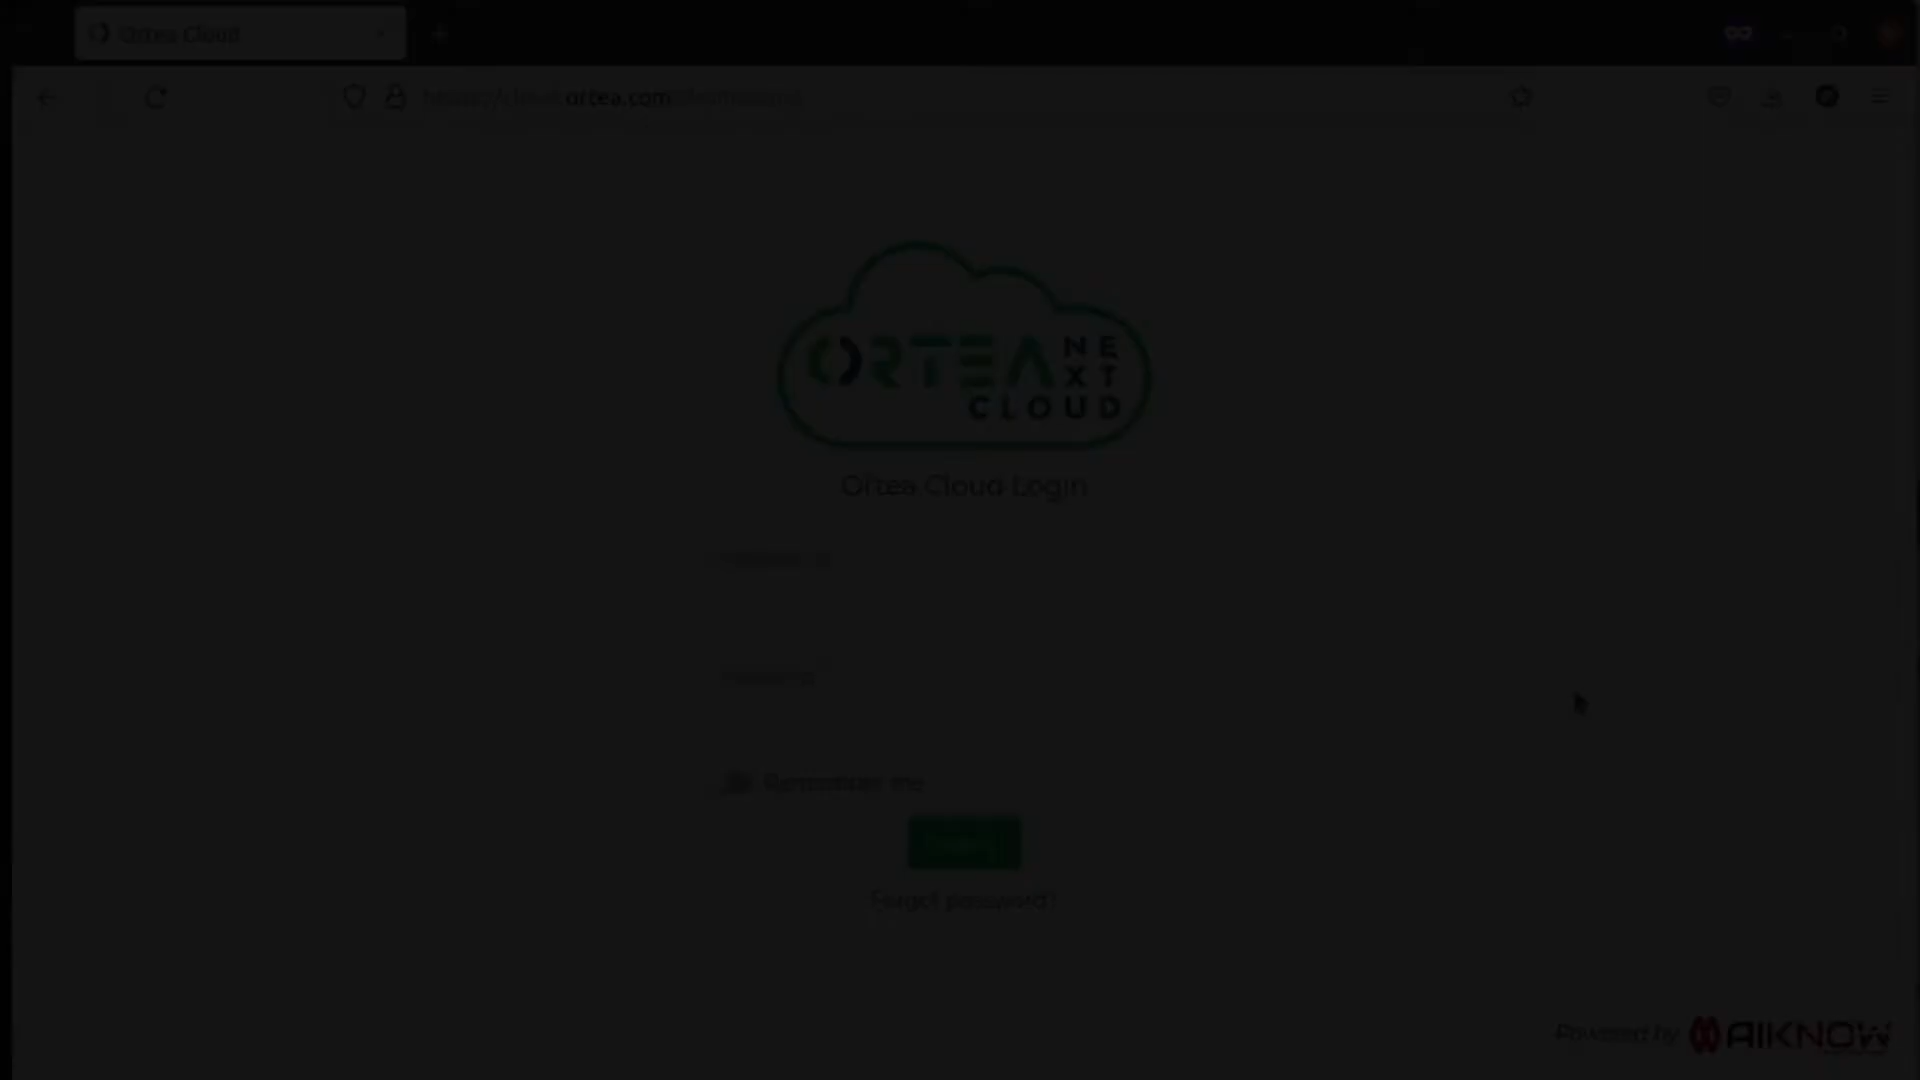 Ortea Cloud
ortea.com
ORTEA NE
XT
CLOUD
Ortea Cloud Login
Remember me
Forgot password?
Powered by AIKNOW